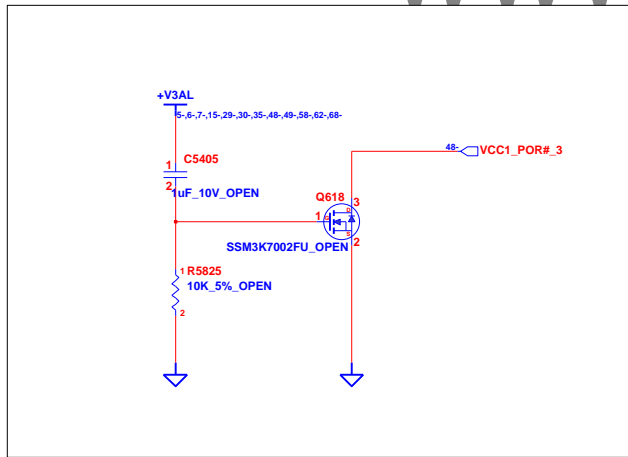 +V3AL
5-,6-,7-,15-,29-,30-,35-,48-,49-,58-,62-,68-
1
C5405
2
1uF_10V_OPEN
48-
VCC1_POR#_3
Q618
3
1
G
D
S
2
SSM3K7002FU_OPEN
1
R5825
10K_5%_OPEN
2